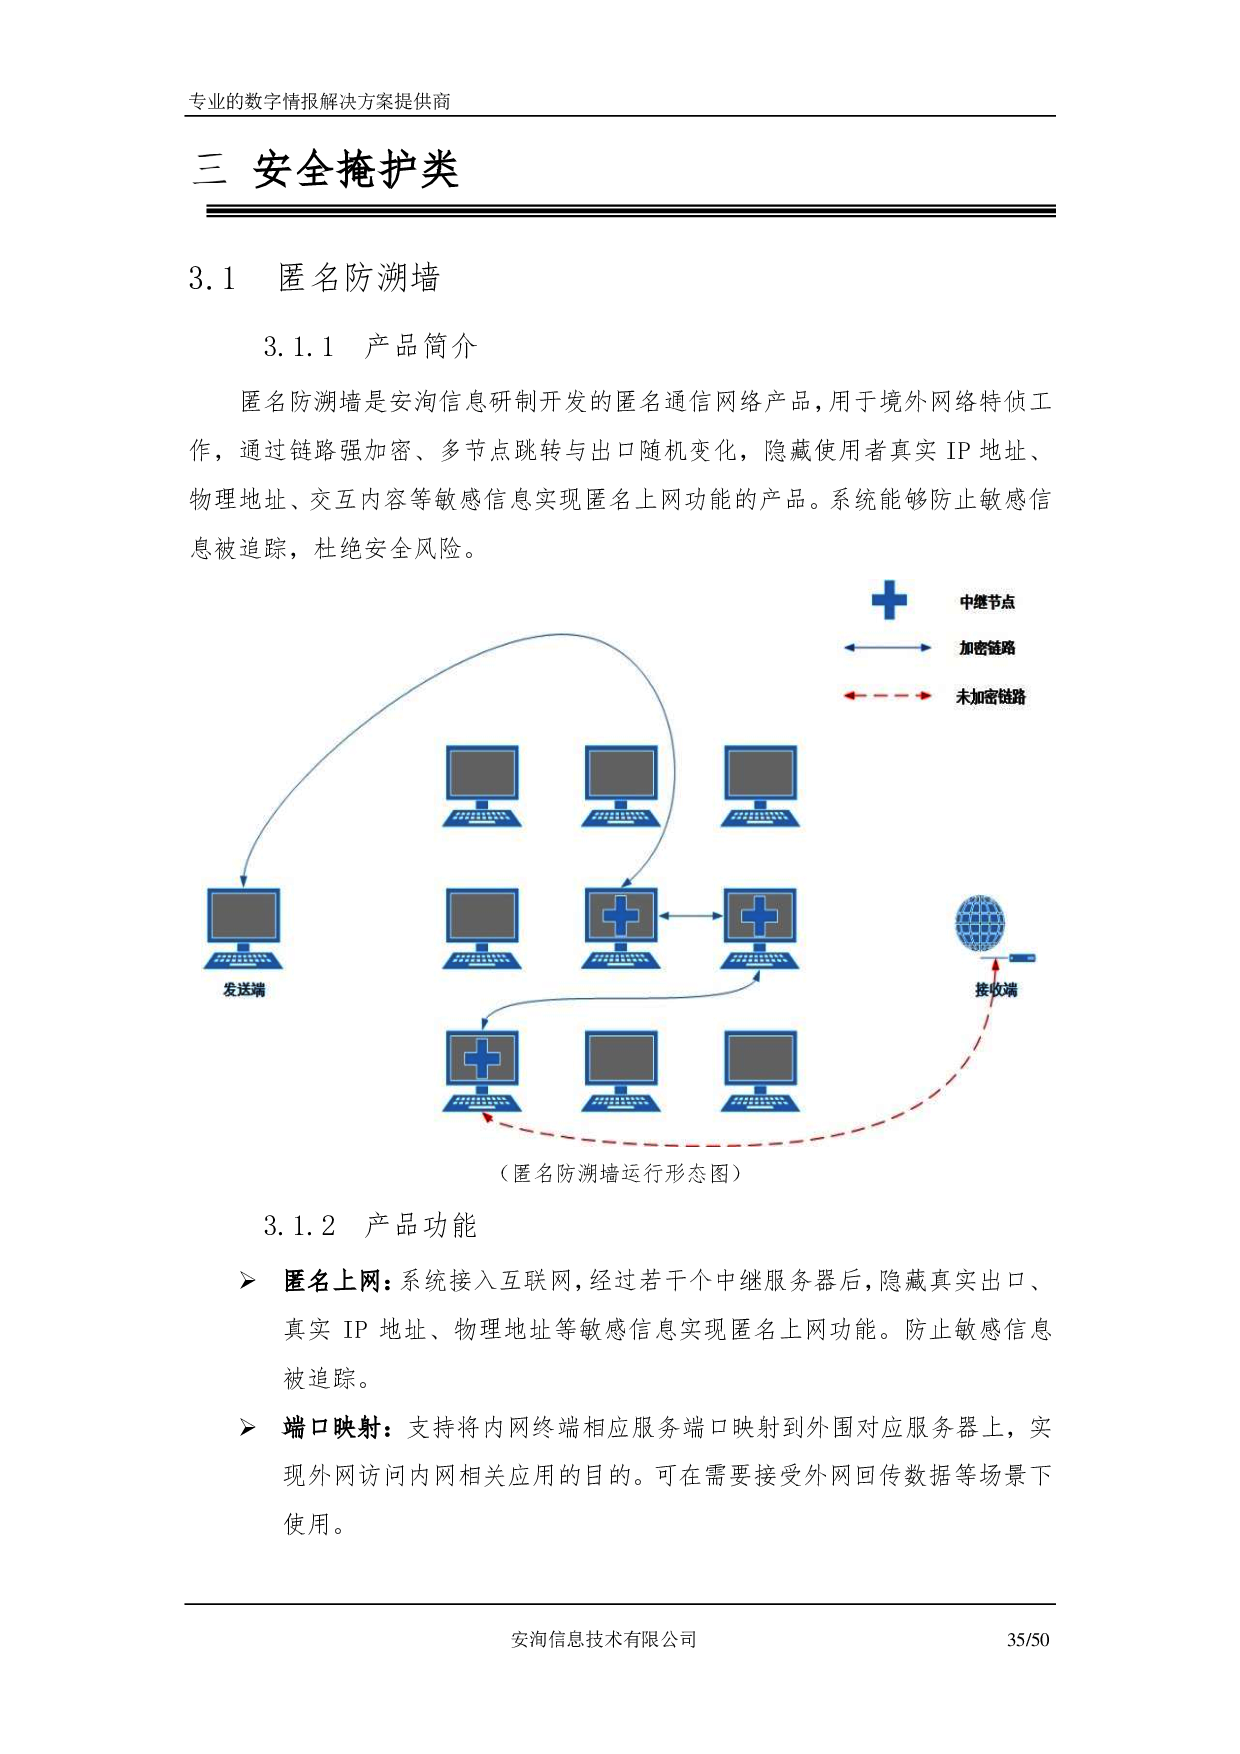 专业的数字情报解决方案提供商
三 安全掩护类
3.1 匿名防溯墙
3.1.1 产品简介
匿名防溯墙是安洵信息研制开发的匿名通信网络产品,用于境外网络特侦工
作，通过链路强加密、多节点跳转与出口随机变化，隐藏使用者真实 IP 地址、
物理地址、交互内容等敏感信息实现匿名上网功能的产品。系统能够防止敏感信
息被追踪，杜绝安全风险。
中继节点
加密链路
未加密链路
发送端
接收端
（匿名防溯墙运行形态图）
3.1.2 产品功能
➢ 匿名上网:系统接入互联网,经过若干个中继服务器后,隐藏真实出口、
真实 IP 地址、物理地址等敏感信息实现匿名上网功能。防止敏感信息
被追踪。
➢ 端口映射：支持将内网终端相应服务端口映射到外围对应服务器上，实
现外网访问内网相关应用的目的。可在需要接受外网回传数据等场景下
使用。
安洵信息技术有限公司 35/50